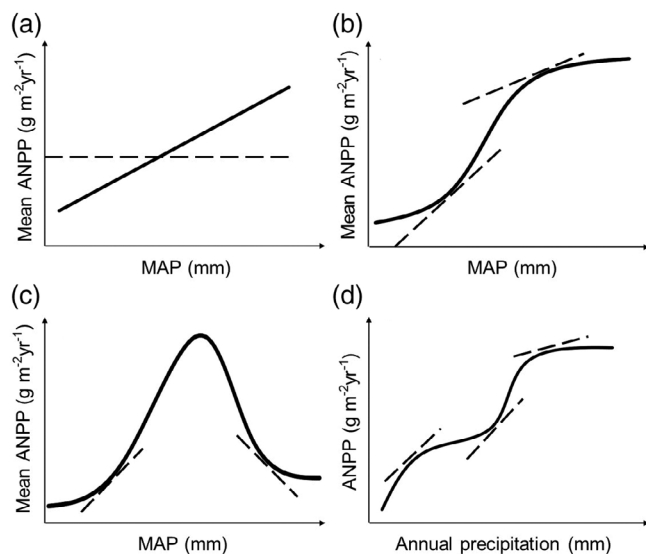 (a)
Mean ANPP (g m⁻²yr⁻¹)
MAP (mm)
(b)
Mean ANPP (g m⁻²yr⁻¹)
MAP (mm)
(c)
Mean ANPP (g m⁻²yr⁻¹)
MAP (mm)
(d)
ANPP (g m⁻²yr⁻¹)
Annual precipitation (mm)